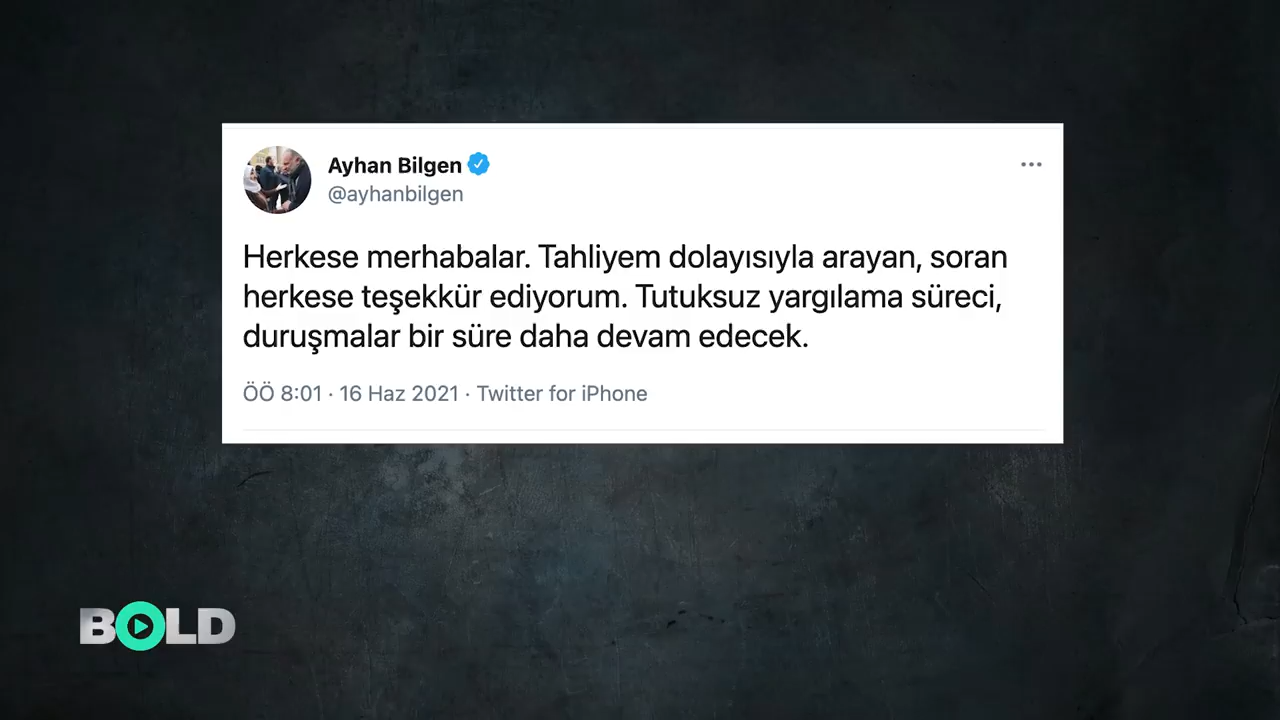 Ayhan Bilgen
@ayhanbilgen
Herkese merhabalar. Tahliyem dolayısıyla arayan, soran
herkese teşekkür ediyorum. Tutuksuz yargılama süreci,
duruşmalar bir süre daha devam edecek.
ÖÖ 8:01 · 16 Haz 2021 · Twitter for iPhone
BOLD